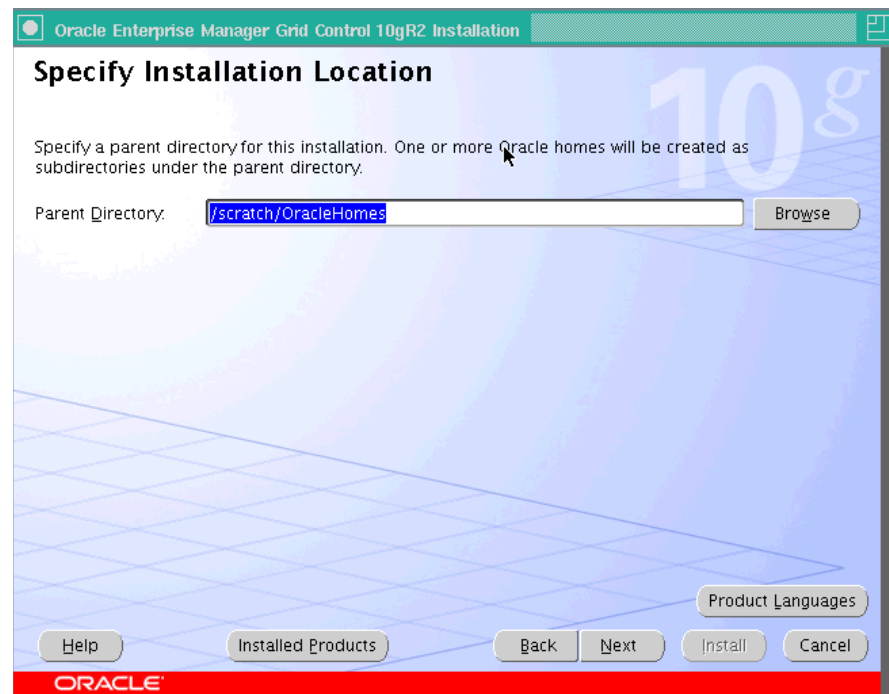 Oracle Enterprise Manager Grid Control 10gR2 Installation
Specify Installation Location
10g
Specify a parent directory for this installation. One or more Oracle homes will be created as
subdirectories under the parent directory.
Parent Directory: /scratch/OracleHomes Browse
Product Languages
Help Installed Products Back Next Install Cancel
ORACLE